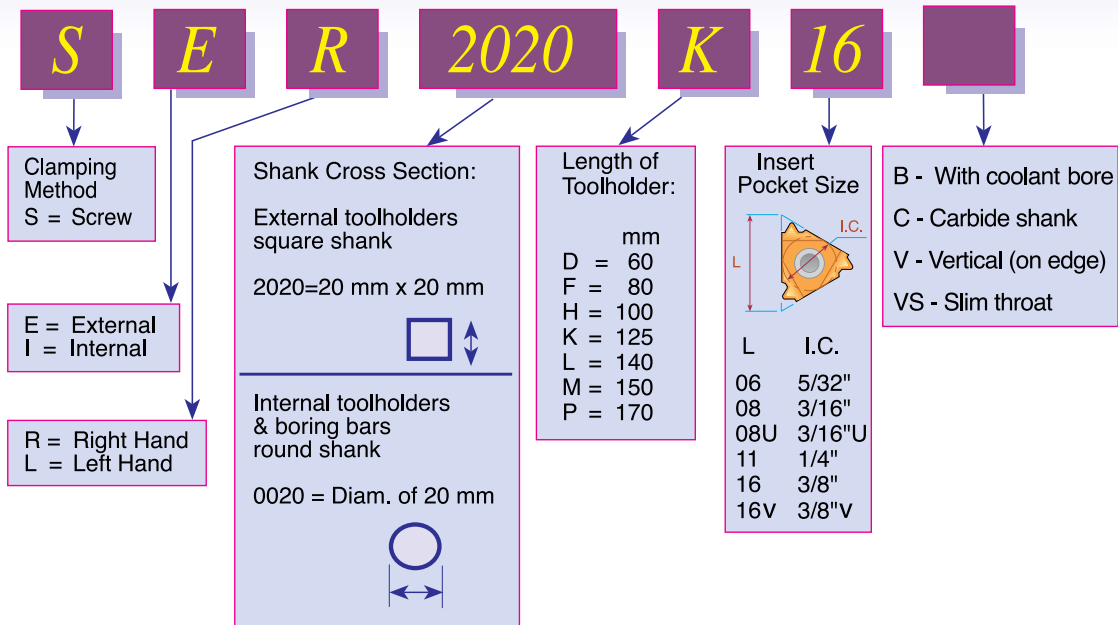 S E R 2020 K 16
Clamping
Method
S = Screw
E = External
I = Internal
R = Right Hand
L = Left Hand
Shank Cross Section:
External toolholders
square shank
2020=20 mm x 20 mm
Internal toolholders
& boring bars
round shank
0020 = Diam. of 20 mm
Length of
Toolholder:
mm
D = 60
F = 80
H = 100
K = 125
L = 140
M = 150
P = 170
Insert
Pocket Size
I.C.
L
L I.C.
06 5/32"
08 3/16"
08U 3/16"U
11 1/4"
16 3/8"
16V 3/8"V
B - With coolant bore
C - Carbide shank
V - Vertical (on edge)
VS - Slim throat